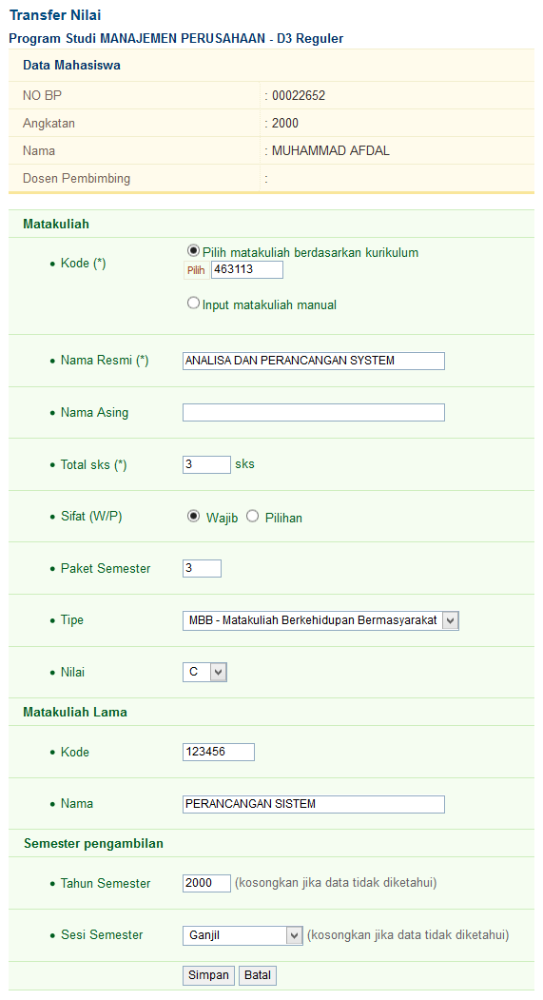 Transfer Nilai
Program Studi MANAJEMEN PERUSAHAAN - D3 Reguler
Data Mahasiswa
NO BP : 00022652
Angkatan : 2000
Nama : MUHAMMAD AFDAL
Dosen Pembimbing :
Matakuliah
• Kode (*) Pilih matakuliah berdasarkan kurikulum
Pilih 463113
Input matakuliah manual
• Nama Resmi (*) ANALISA DAN PERANCANGAN SYSTEM
• Nama Asing
• Total sks (*) 3 sks
• Sifat (W/P) Wajib Pilihan
• Paket Semester 3
• Tipe MBB - Matakuliah Berkehidupan Bermasyarakat
• Nilai C
Matakuliah Lama
• Kode 123456
• Nama PERANCANGAN SISTEM
Semester pengambilan
• Tahun Semester 2000 (kosongkan jika data tidak diketahui)
• Sesi Semester Ganjil (kosongkan jika data tidak diketahui)
Simpan Batal